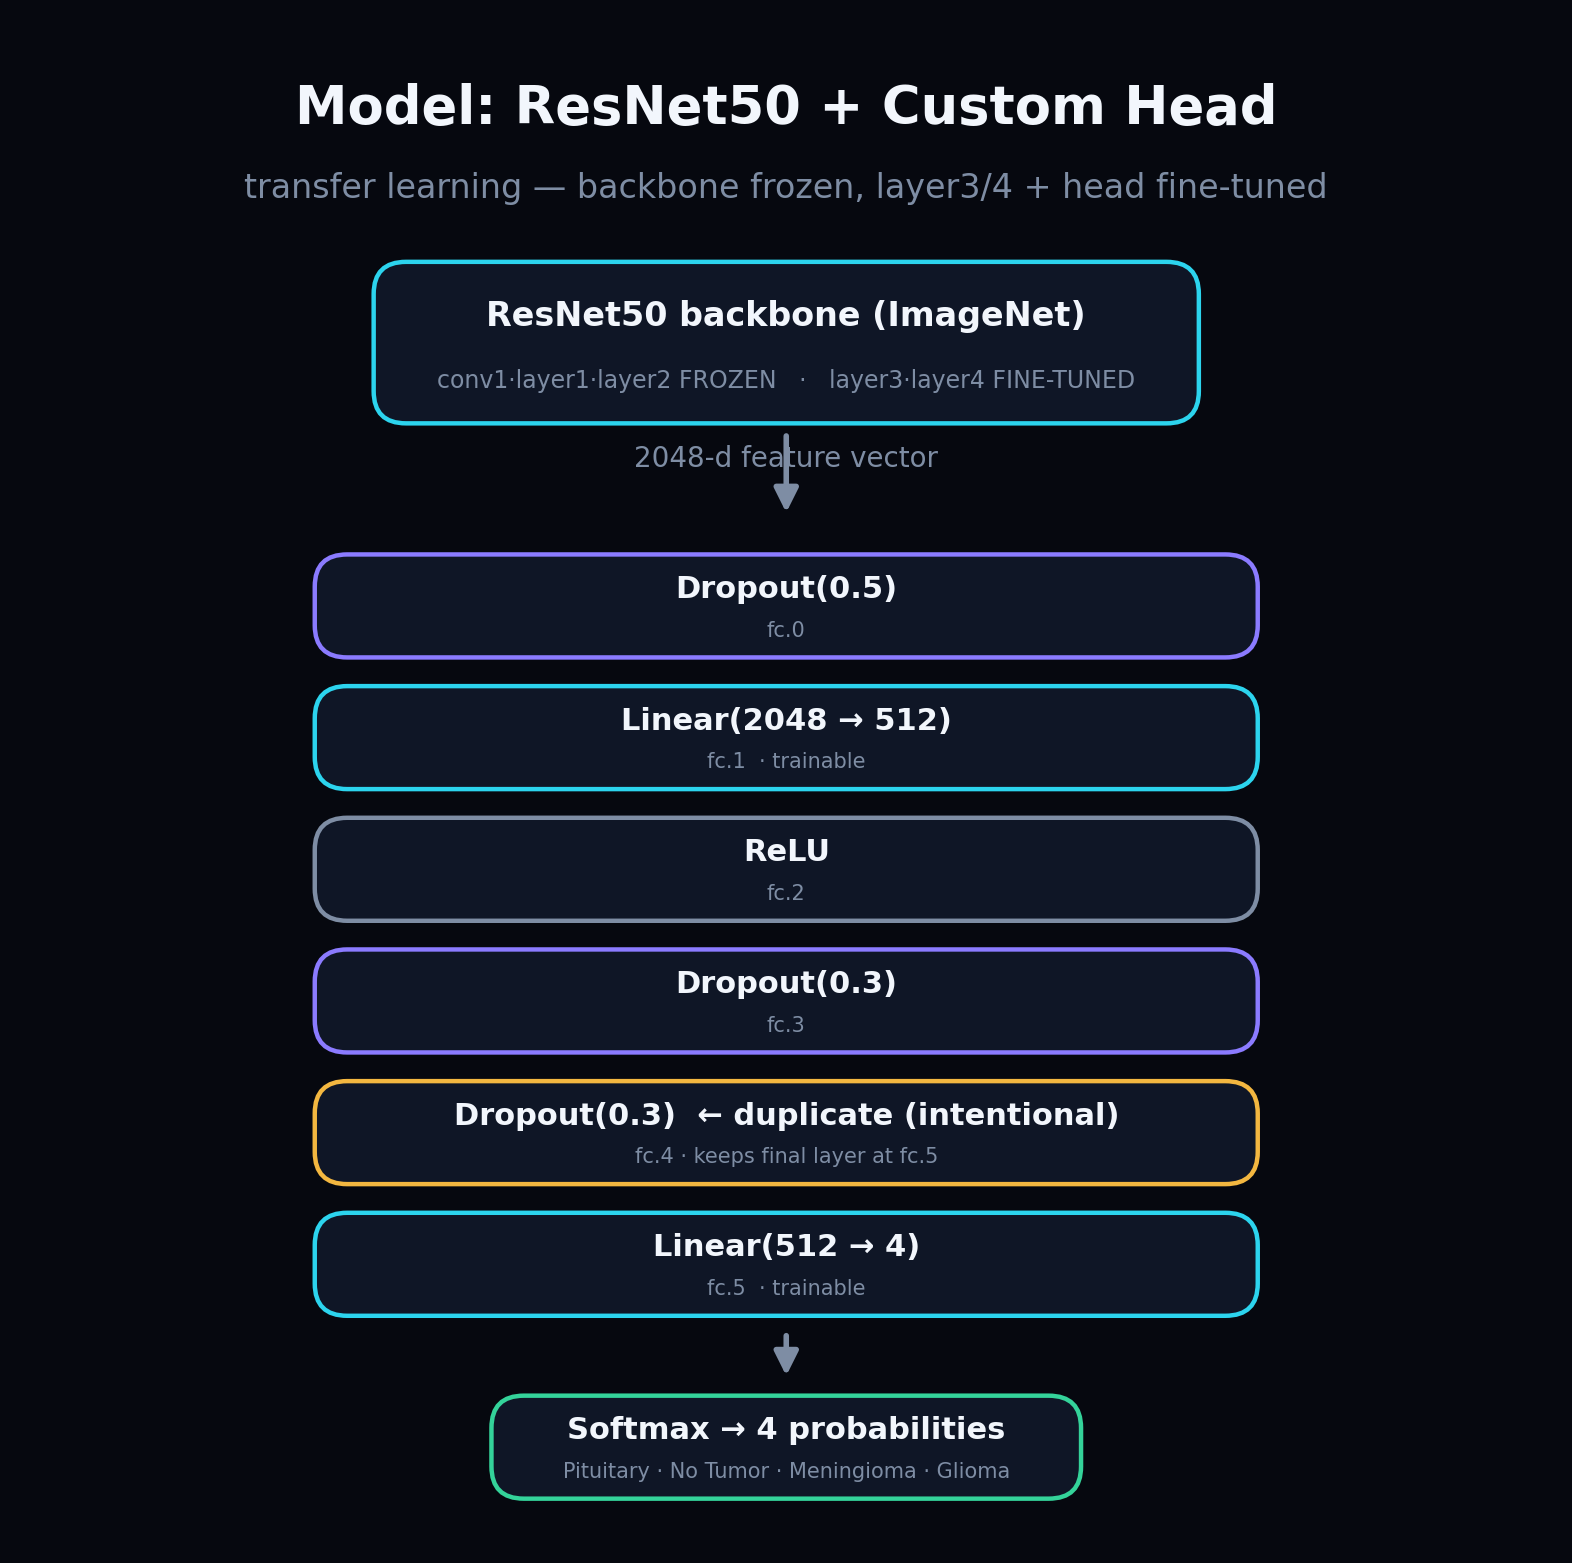 Model: ResNet50 + Custom Head
transfer learning — backbone frozen, layer3/4 + head fine-tuned
ResNet50 backbone (ImageNet)
conv1·layer1·layer2 FROZEN · layer3·layer4 FINE-TUNED
2048-d feature vector
Dropout(0.5)
fc.0
Linear(2048 → 512)
fc.1 · trainable
ReLU
fc.2
Dropout(0.3)
fc.3
Dropout(0.3) ← duplicate (intentional)
fc.4 · keeps final layer at fc.5
Linear(512 → 4)
fc.5 · trainable
Softmax → 4 probabilities
Pituitary · No Tumor · Meningioma · Glioma